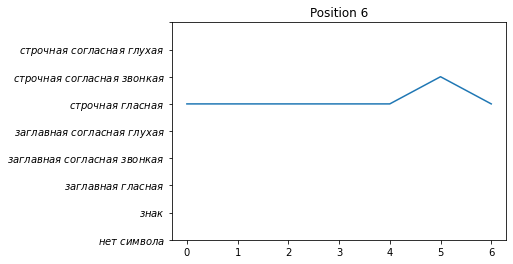 Position 6
строчная согласная глухая
строчная согласная звонкая
строчная гласная
заглавная согласная глухая
заглавная согласная звонкая
заглавная гласная
знак
нет символа
0 1 2 3 4 5 6